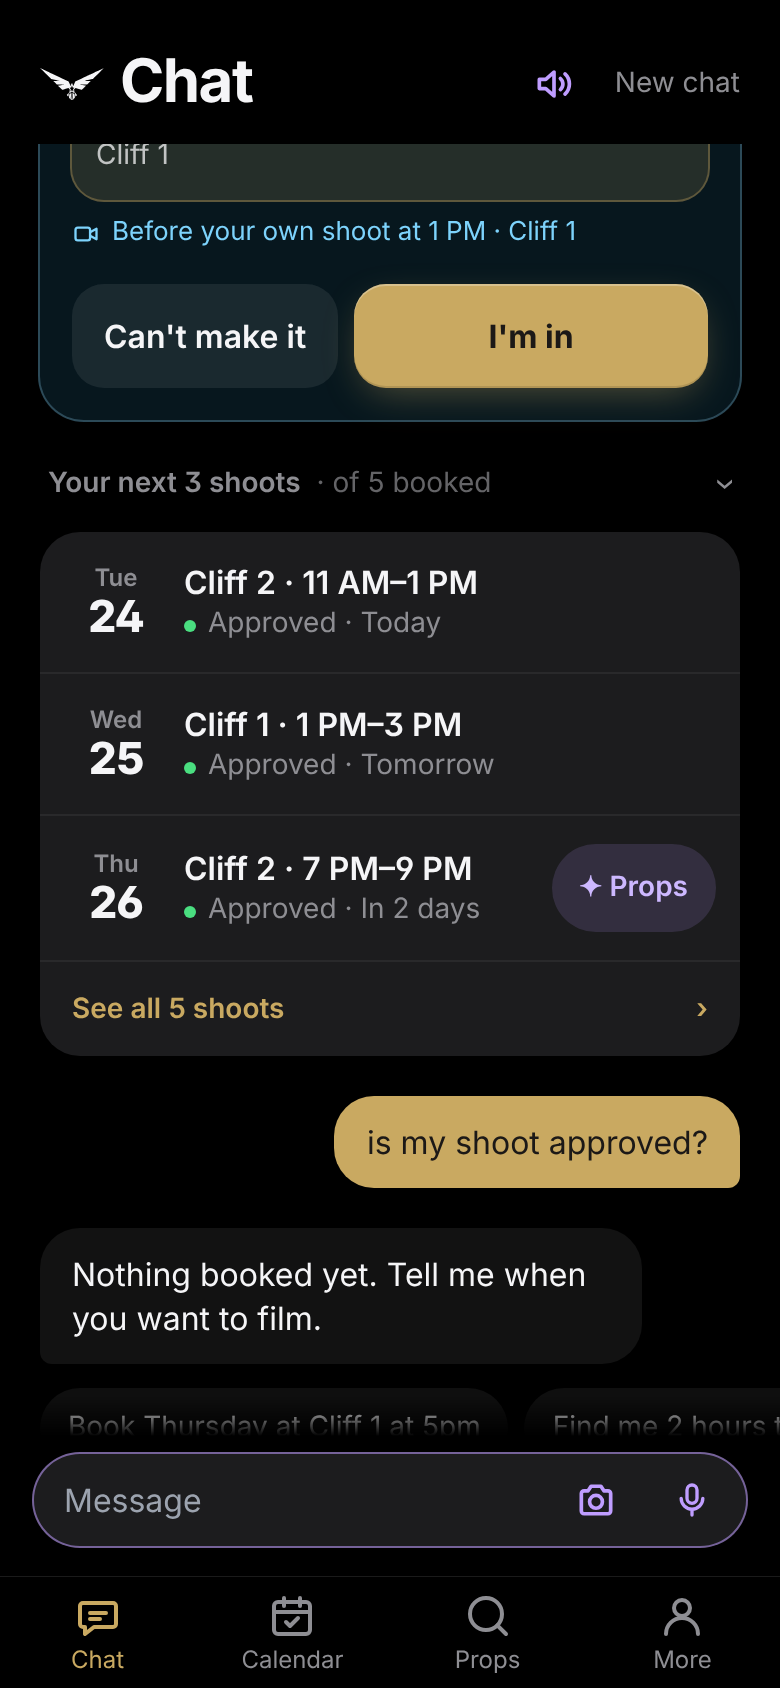 Chat
New chat
Cliff 1
Before your own shoot at 1 PM · Cliff 1
Can't make it
I'm in
Your next 3 shoots · of 5 booked
Tue
24
Cliff 2 · 11 AM–1 PM
Approved · Today
Wed
25
Cliff 1 · 1 PM–3 PM
Approved · Tomorrow
Thu
26
Cliff 2 · 7 PM–9 PM
Approved · In 2 days
Props
See all 5 shoots
is my shoot approved?
Nothing booked yet. Tell me when
you want to film.
Book Thursday at Cliff 1 at 5pm
Find me 2 hours
Message
Chat
Calendar
Props
More